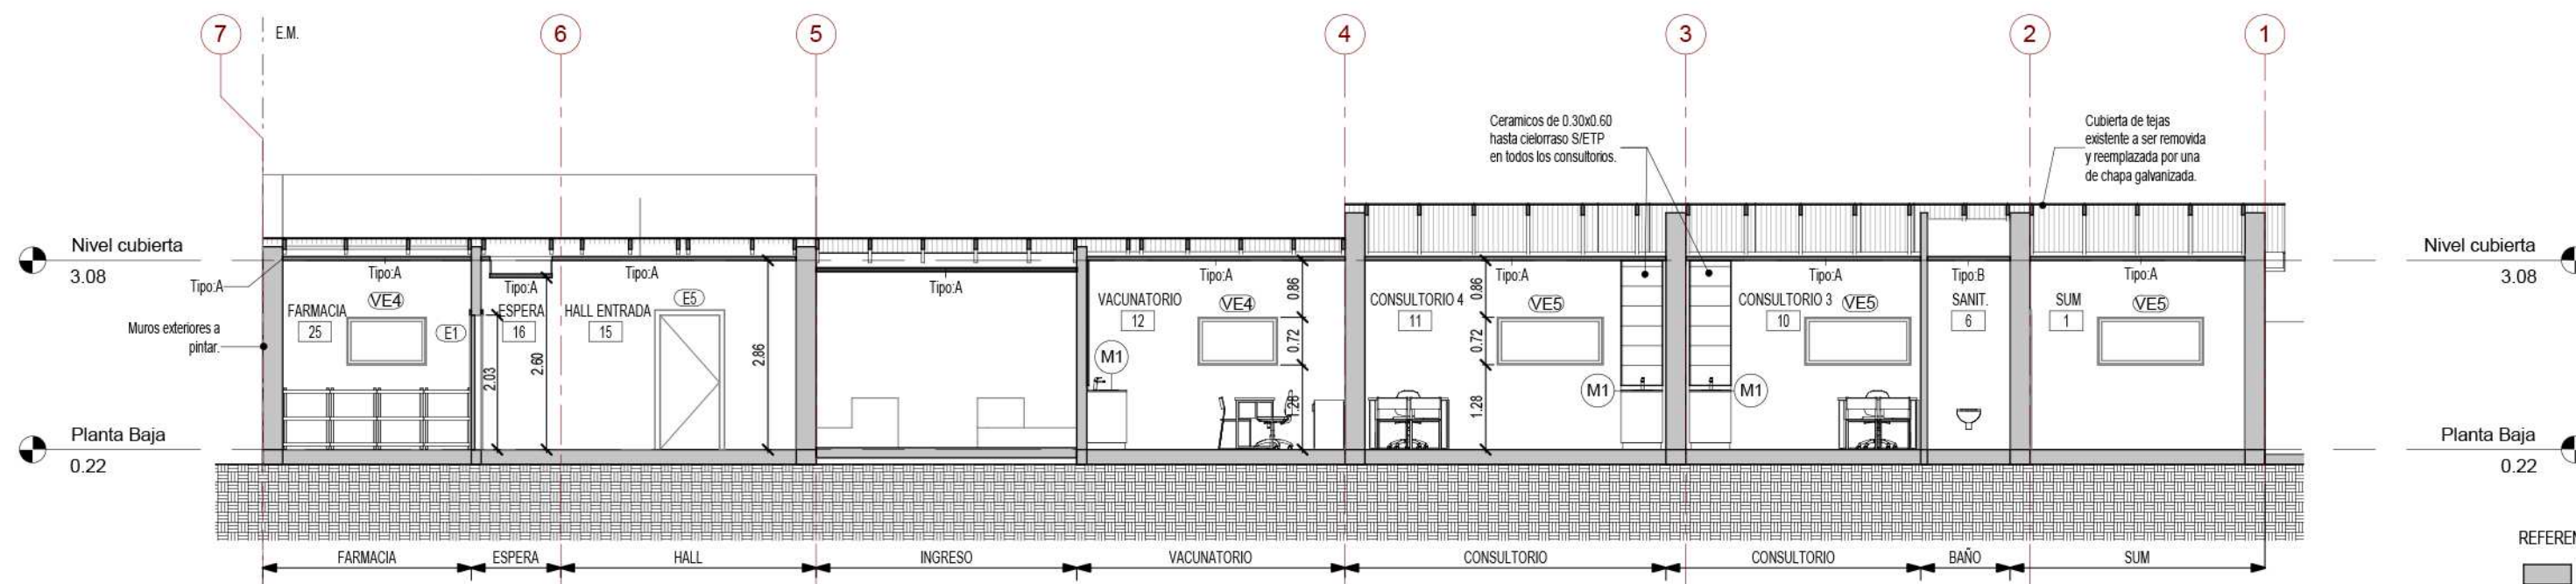 7
E.M.
6
5
4
3
2
1
Ceramicos de 0.30x0.60
hasta cielorraso S/ETP
en todos los consultorios.
Cubierta de tejas
existente a ser removida
y reemplazada por una
de chapa galvanizada.
Nivel cubierta
3.08
Nivel cubierta
3.08
Tipo:A
Tipo:A
Tipo:A
Tipo:A
Tipo:A
Tipo:A
Tipo:A
Tipo:A
Tipo:B
Tipo:A
FARMACIA
25
VE4
E1
ESPERA
16
HALL ENTRADA
15
E5
VACUNATORIO
12
VE4
CONSULTORIO 4
11
VE5
CONSULTORIO 3
10
VE5
SANIT.
6
SUM
1
VE5
Muros exteriores a
pintar.
2.03
2.60
2.86
0.86
0.72
1.28
0.86
0.72
1.28
M1
M1
M1
Planta Baja
0.22
Planta Baja
0.22
FARMACIA
ESPERA
HALL
INGRESO
VACUNATORIO
CONSULTORIO
CONSULTORIO
BAÑO
SUM
REFEREN